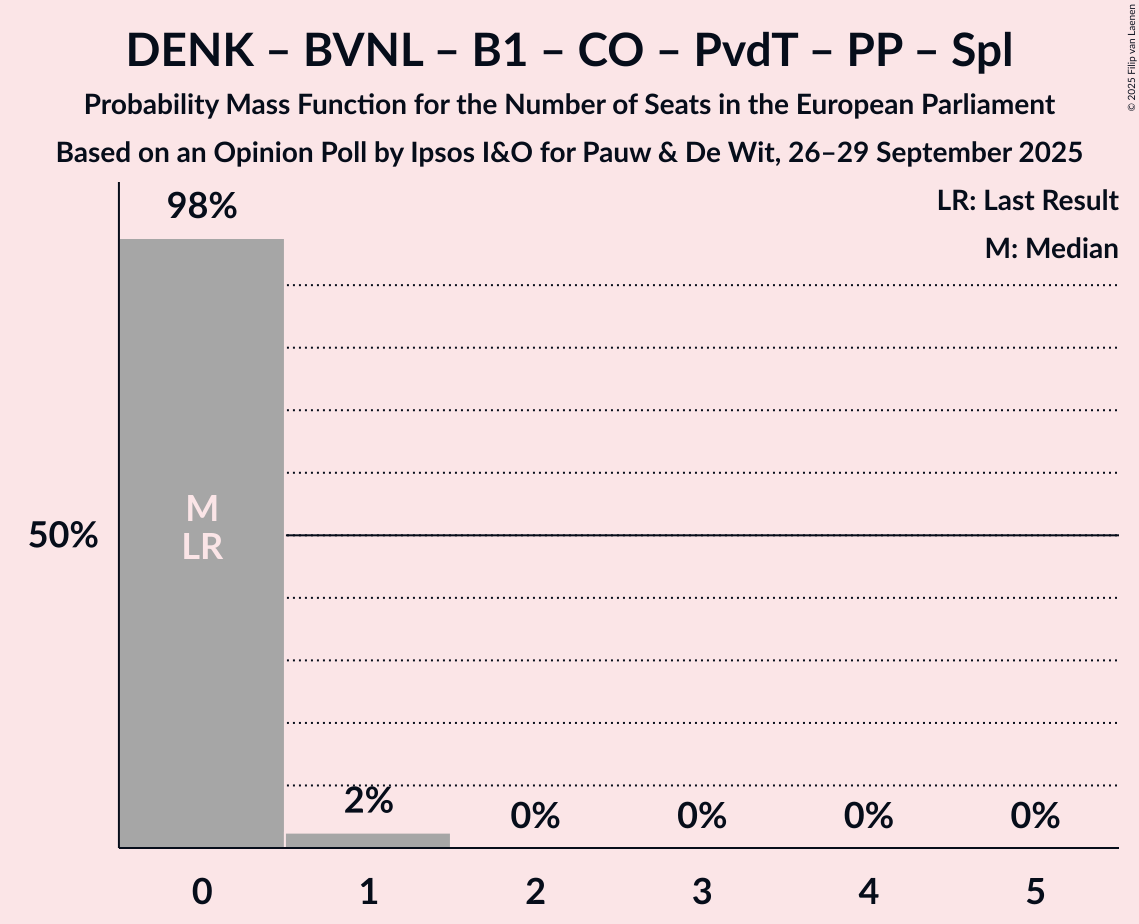 DENK – BVNL – B1 – CO – PvdT – PP – Spl
Probability Mass Function for the Number of Seats in the European Parliament
Based on an Opinion Poll by Ipsos I&O for Pauw & De Wit, 26–29 September 2025
© 2025 Filip van Laenen
LR: Last Result
M: Median
98%
M
LR
50%
2%
0%
0%
0%
0%
0
1
2
3
4
5